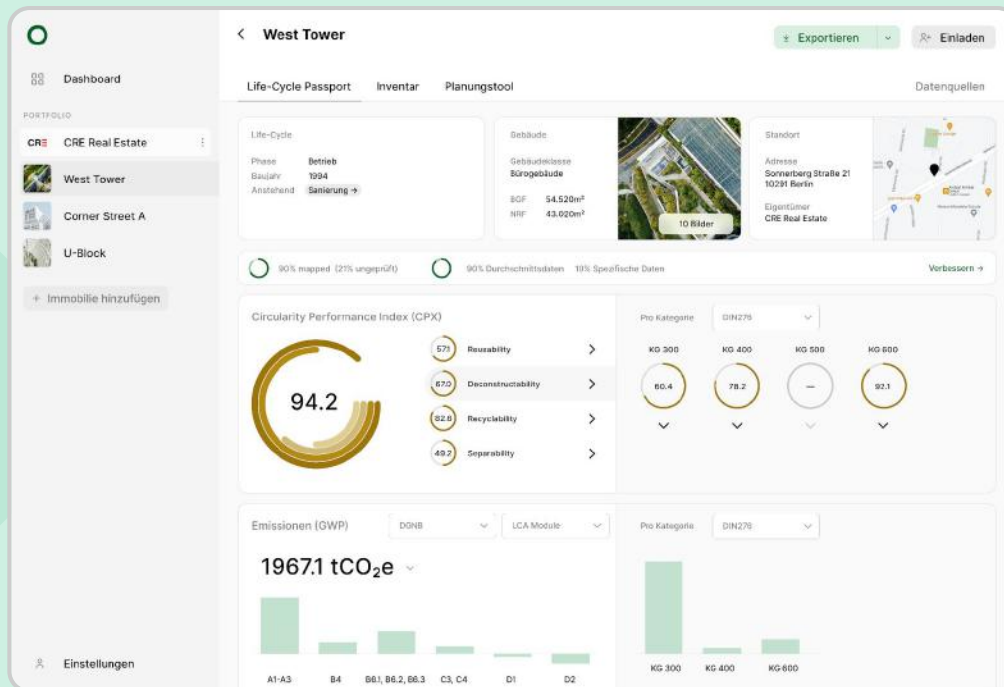 West Tower
Exportieren
Einladen
Dashboard
Life-Cycle Passport
Inventar
Planungstool
Datenquellen
PORTFOLIO
CRE CRE Real Estate
West Tower
Corner Street A
U-Block
+ Immobilie hinzufügen
Einstellungen
Life-Cycle
Phase Betrieb
Baujahr 1994
Anstehend Sanierung →
Gebäude
Gebäudeklasse
Bürogebäude
BGF 54.520m²
NRF 43.020m²
10 Bilder
Standort
Adresse
Sonnerberg Straße 21
10291 Berlin
Eigentümer
CRE Real Estate
90% mapped (21% ungeprüft)
90% Durchschnittsdaten 10% Spezifische Daten
Verbessern →
Circularity Performance Index (CPX)
94.2
57.1 Reusability
67.0 Deconstructability
82.6 Recyclability
49.2 Separability
Pro Kategorie DIN276
KG 300 KG 400 KG 500 KG 600
60.4 78.2 — 92.1
Emissionen (GWP) DGNB LCA Module
1967.1 tCO₂e
A1-A3 B4 B6.1, B6.2, B6.3 C3, C4 D1 D2
Pro Kategorie DIN276
KG 300 KG 400 KG 600